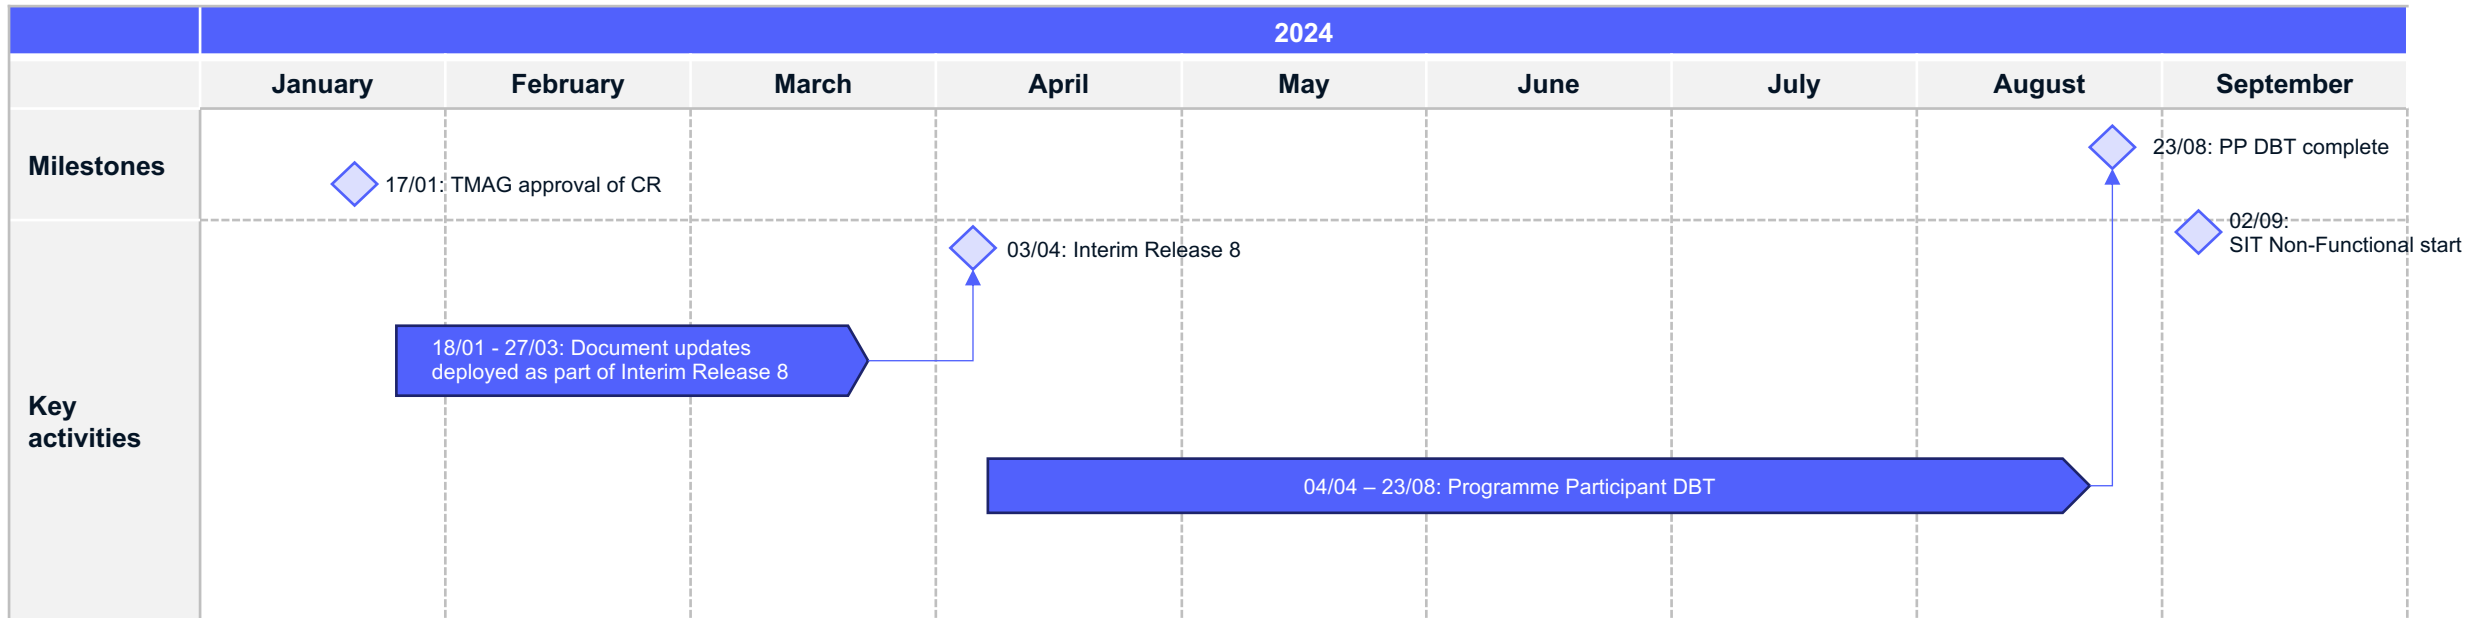 2024
January
February
March
April
May
June
July
August
September
Milestones
17/01: TMAG approval of CR
23/08: PP DBT complete
02/09:
SIT Non-Functional start
03/04: Interim Release 8
Key
activities
18/01 - 27/03: Document updates
deployed as part of Interim Release 8
04/04 – 23/08: Programme Participant DBT